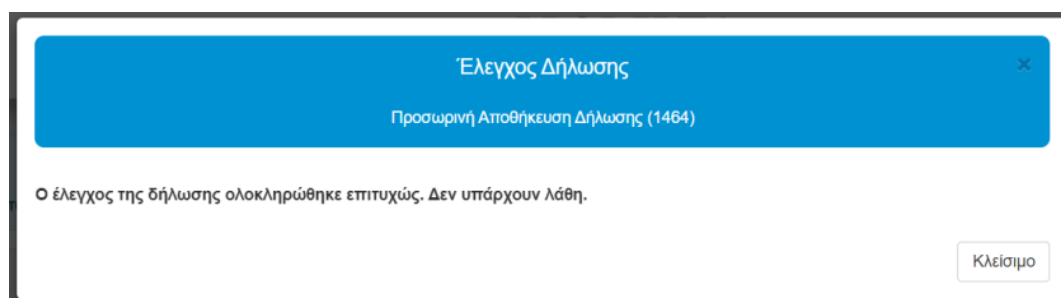 Έλεγχος Δήλωσης
×
Προσωρινή Αποθήκευση Δήλωσης (1464)
Ο έλεγχος της δήλωσης ολοκληρώθηκε επιτυχώς. Δεν υπάρχουν λάθη.
Κλείσιμο